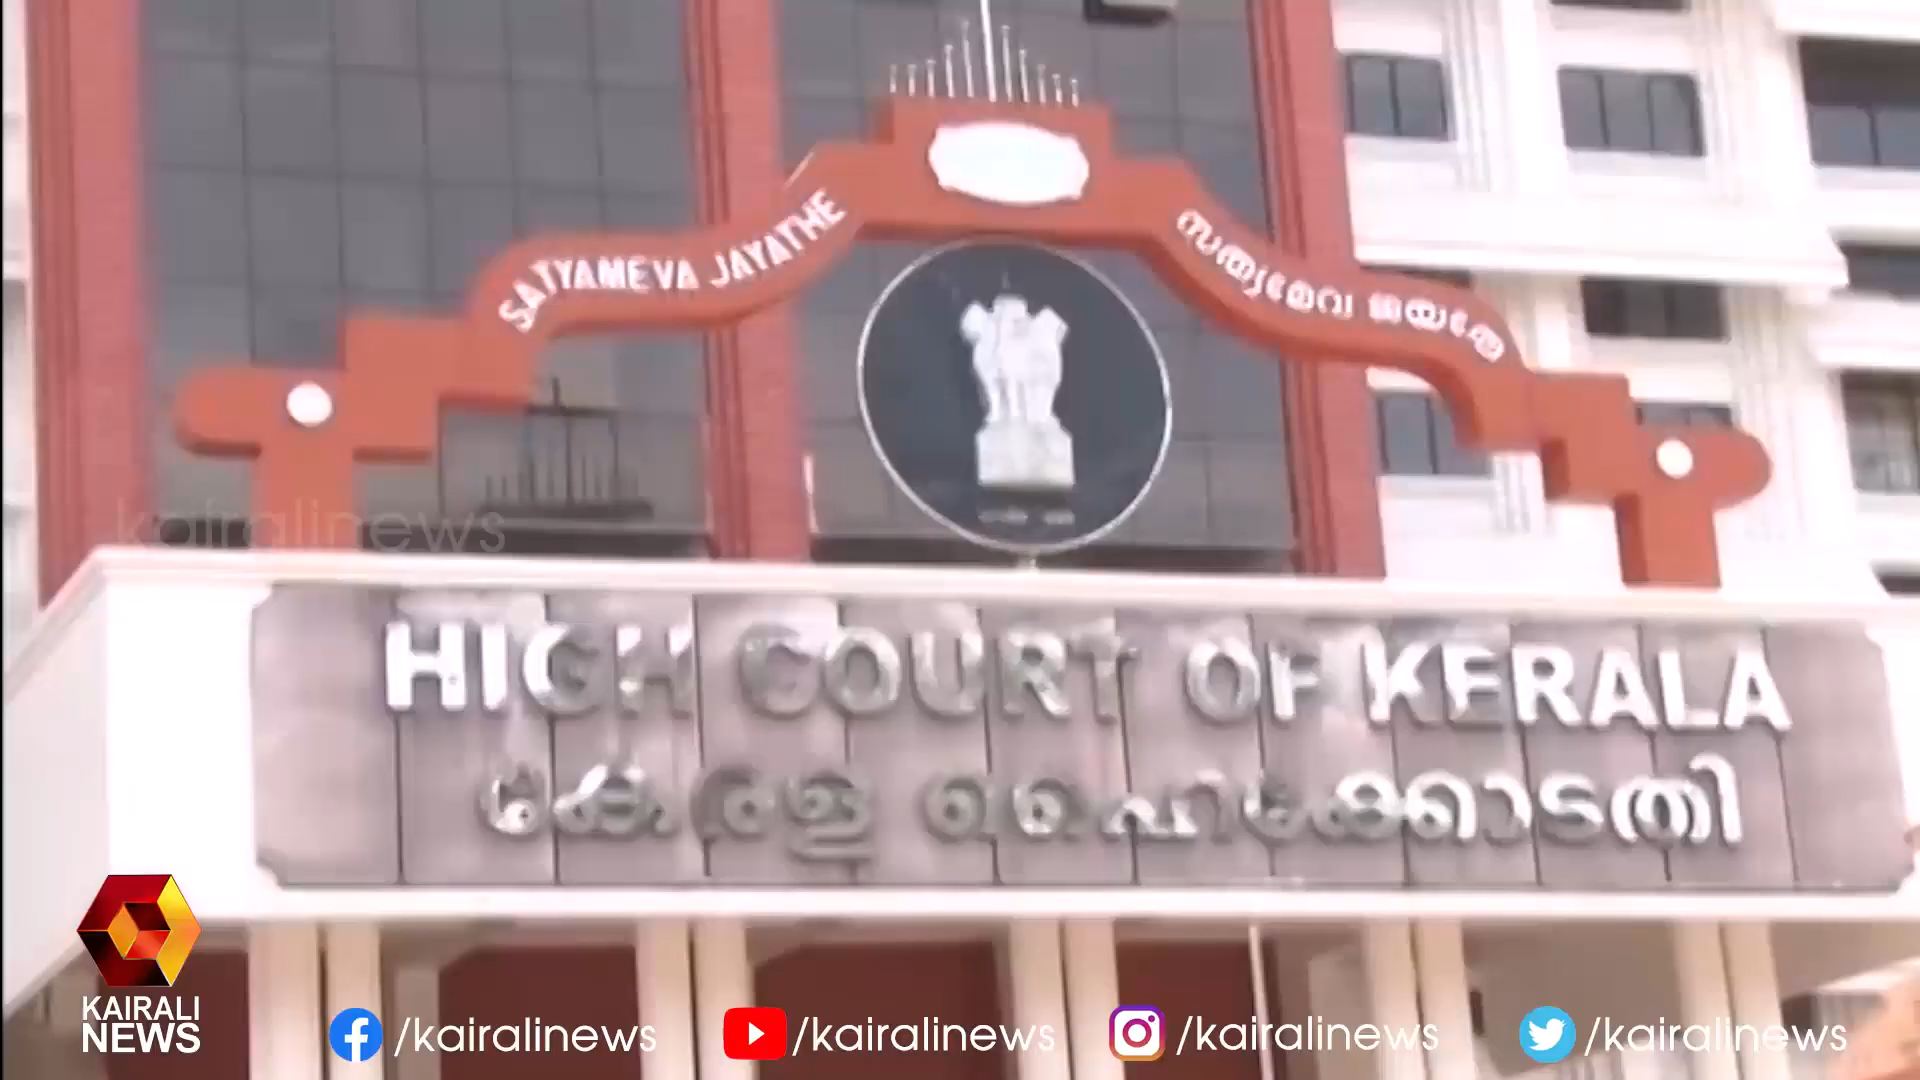 SATYAMEVA JAYATHE
സത്യമേവ ജയതേ
kairalinews
HIGH COURT OF KERALA
കേരള ഹൈക്കോടതി
KAIRALI
NEWS
/kairalinews
/kairalinews
/kairalinews
/kairalinews